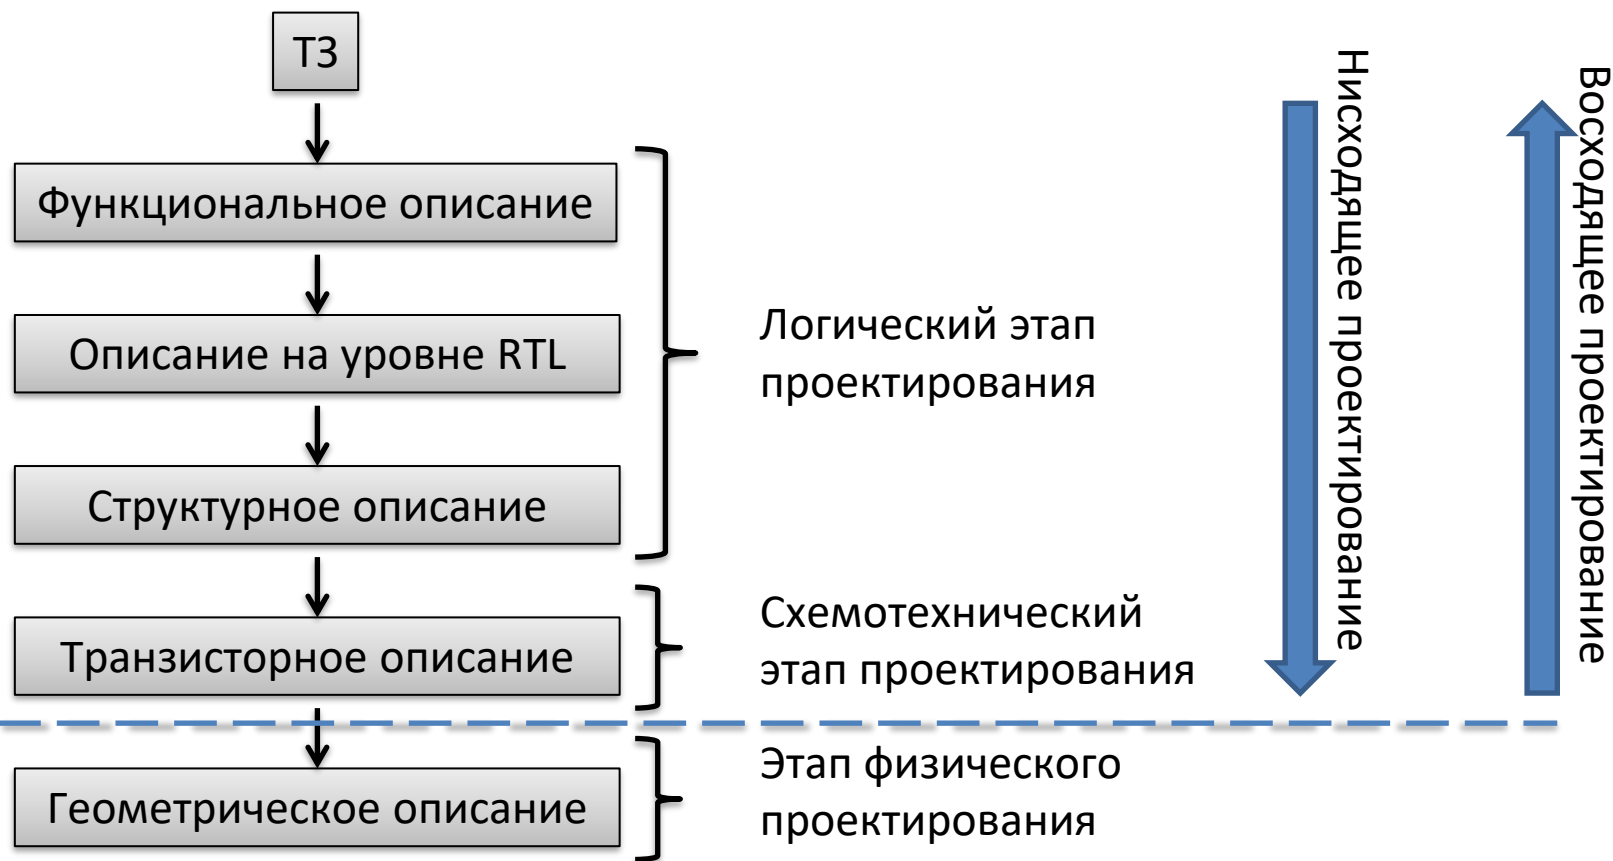 ТЗ
Функциональное описание
Описание на уровне RTL
Структурное описание
Транзисторное описание
Геометрическое описание
Логический этап
проектирования
Схемотехнический
этап проектирования
Этап физического
проектирования
Нисходящее проектирование
Восходящее проектирование